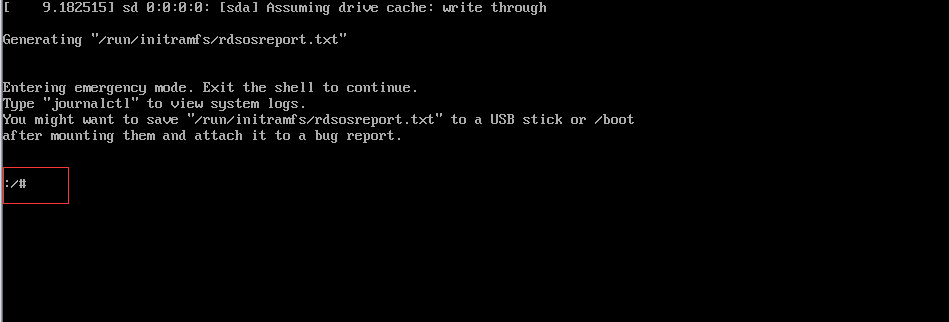 [    9.182515] sd 0:0:0:0: [sda] Assuming drive cache: write through
Generating "/run/initramfs/rdsosreport.txt"
Entering emergency mode. Exit the shell to continue.
Type "journalctl" to view system logs.
You might want to save "/run/initramfs/rdsosreport.txt" to a USB stick or /boot
after mounting them and attach it to a bug report.
:/#